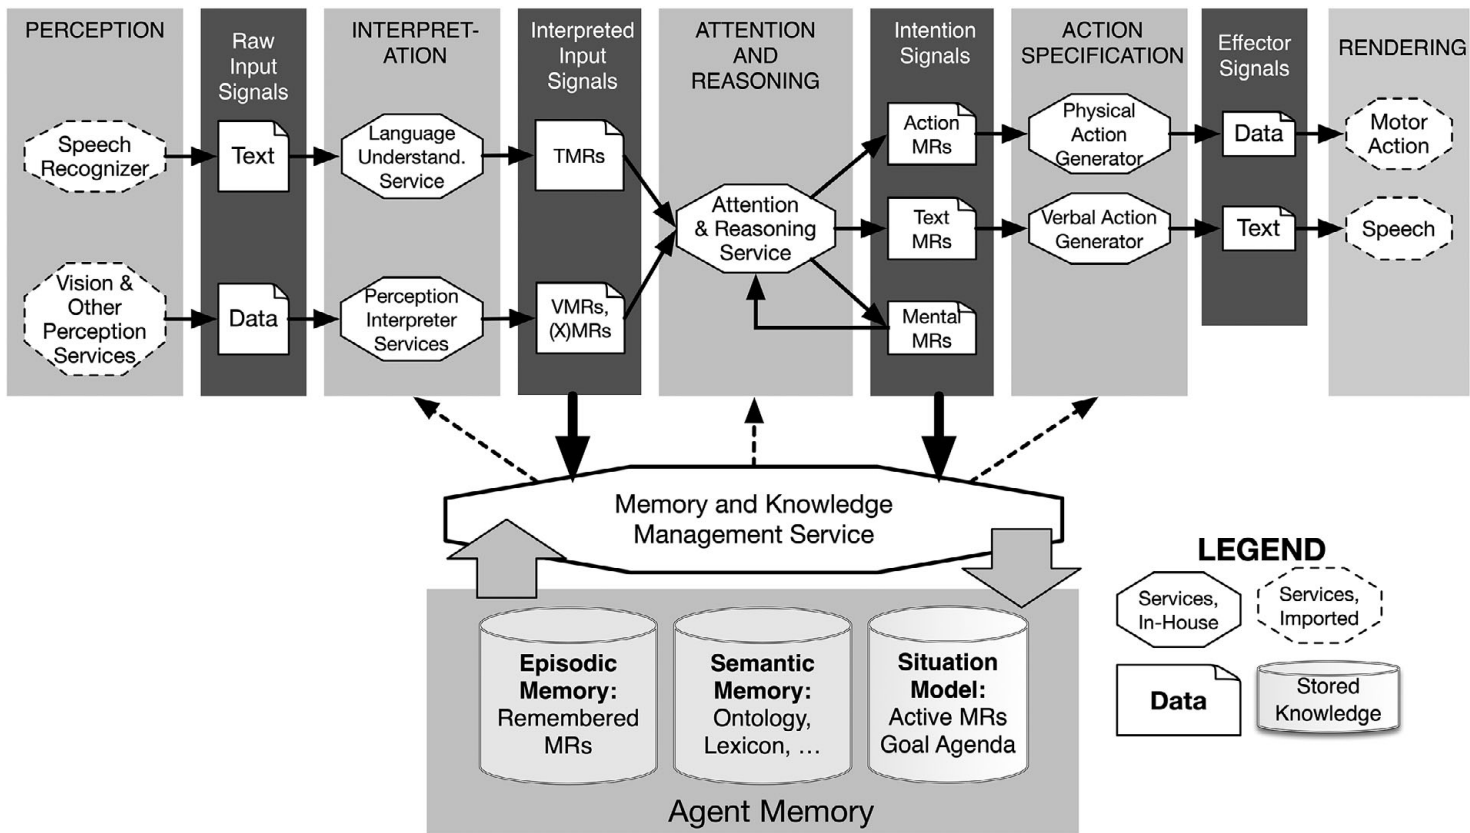 PERCEPTION
Raw
Input
Signals
INTERPRET-
ATION
Interpreted
Input
Signals
ATTENTION
AND
REASONING
Intention
Signals
ACTION
SPECIFICATION
Effector
Signals
RENDERING
Speech
Recognizer
Text
Language
Understand.
Service
TMRs
Attention
& Reasoning
Service
Action
MRs
Physical
Action
Generator
Data
Motor
Action
Text
MRs
Verbal Action
Generator
Text
Speech
Vision &
Other
Perception
Services
Data
Perception
Interpreter
Services
VMRs,
(X)MRs
Mental
MRs
Memory and Knowledge
Management Service
Episodic
Memory:
Remembered
MRs
Semantic
Memory:
Ontology,
Lexicon, …
Situation
Model:
Active MRs
Goal Agenda
Agent Memory
LEGEND
Services,
In-House
Services,
Imported
Data
Stored
Knowledge